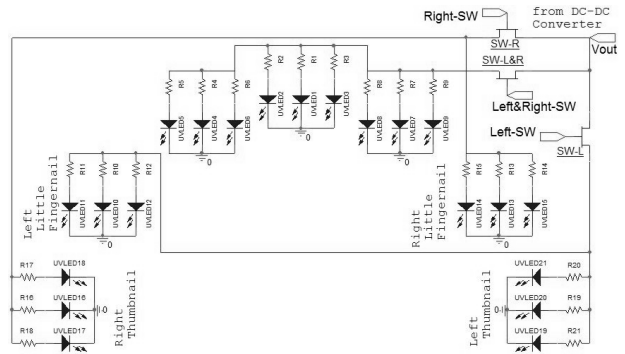 Right-SW
from DC-DC
Converter
SW-R
Vout
SW-L&R
Left&Right-SW
Left-SW
SW-L
R2
R1
R3
UVLED2
UVLED1
UVLED3
0
R5
R4
R6
UVLED5
UVLED4
UVLED6
0
R8
R7
R9
UVLED8
UVLED7
UVLED9
0
R11
R10
R12
UVLED11
UVLED10
UVLED12
0
Left
Little
Fingernail
R15
R13
R14
UVLED14
UVLED13
UVLED15
0
Right
Little
Fingernail
R17
UVLED18
R16
UVLED16
0
R18
UVLED17
Right
Thumbnail
Left
Thumbnail
UVLED21
R20
0
UVLED20
R19
UVLED19
R21